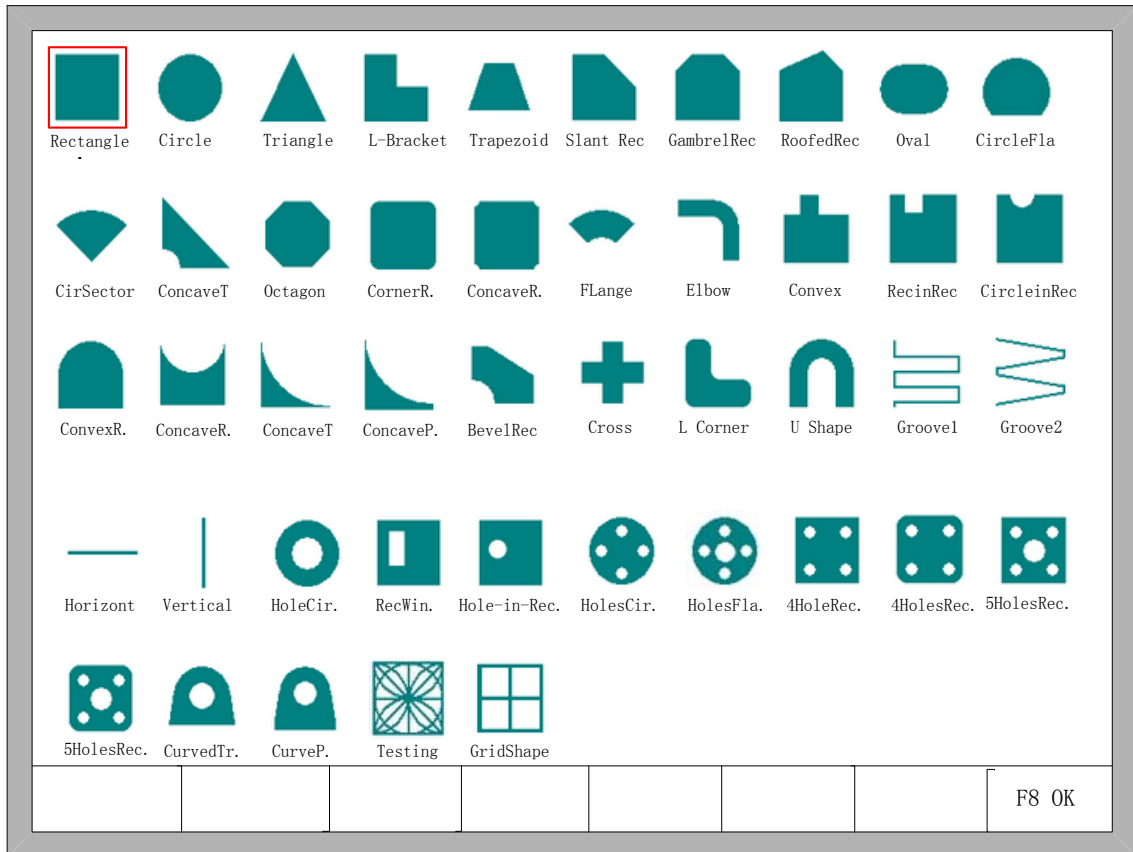 Rectangle Circle Triangle L-Bracket Trapezoid Slant Rec GambrelRec RoofedRec Oval CircleFla
CirSector ConcaveT Octagon CornerR. ConcaveR. FLange Elbow Convex RecinRec CircleinRec
ConvexR. ConcaveR. ConcaveT ConcaveP. BevelRec Cross L Corner U Shape Groove1 Groove2
Horizont Vertical HoleCir. RecWin. Hole-in-Rec. HolesCir. HolesFla. 4HoleRec. 4HolesRec. 5HolesRec.
5HolesRec. CurvedTr. CurveP. Testing GridShape
F8 OK